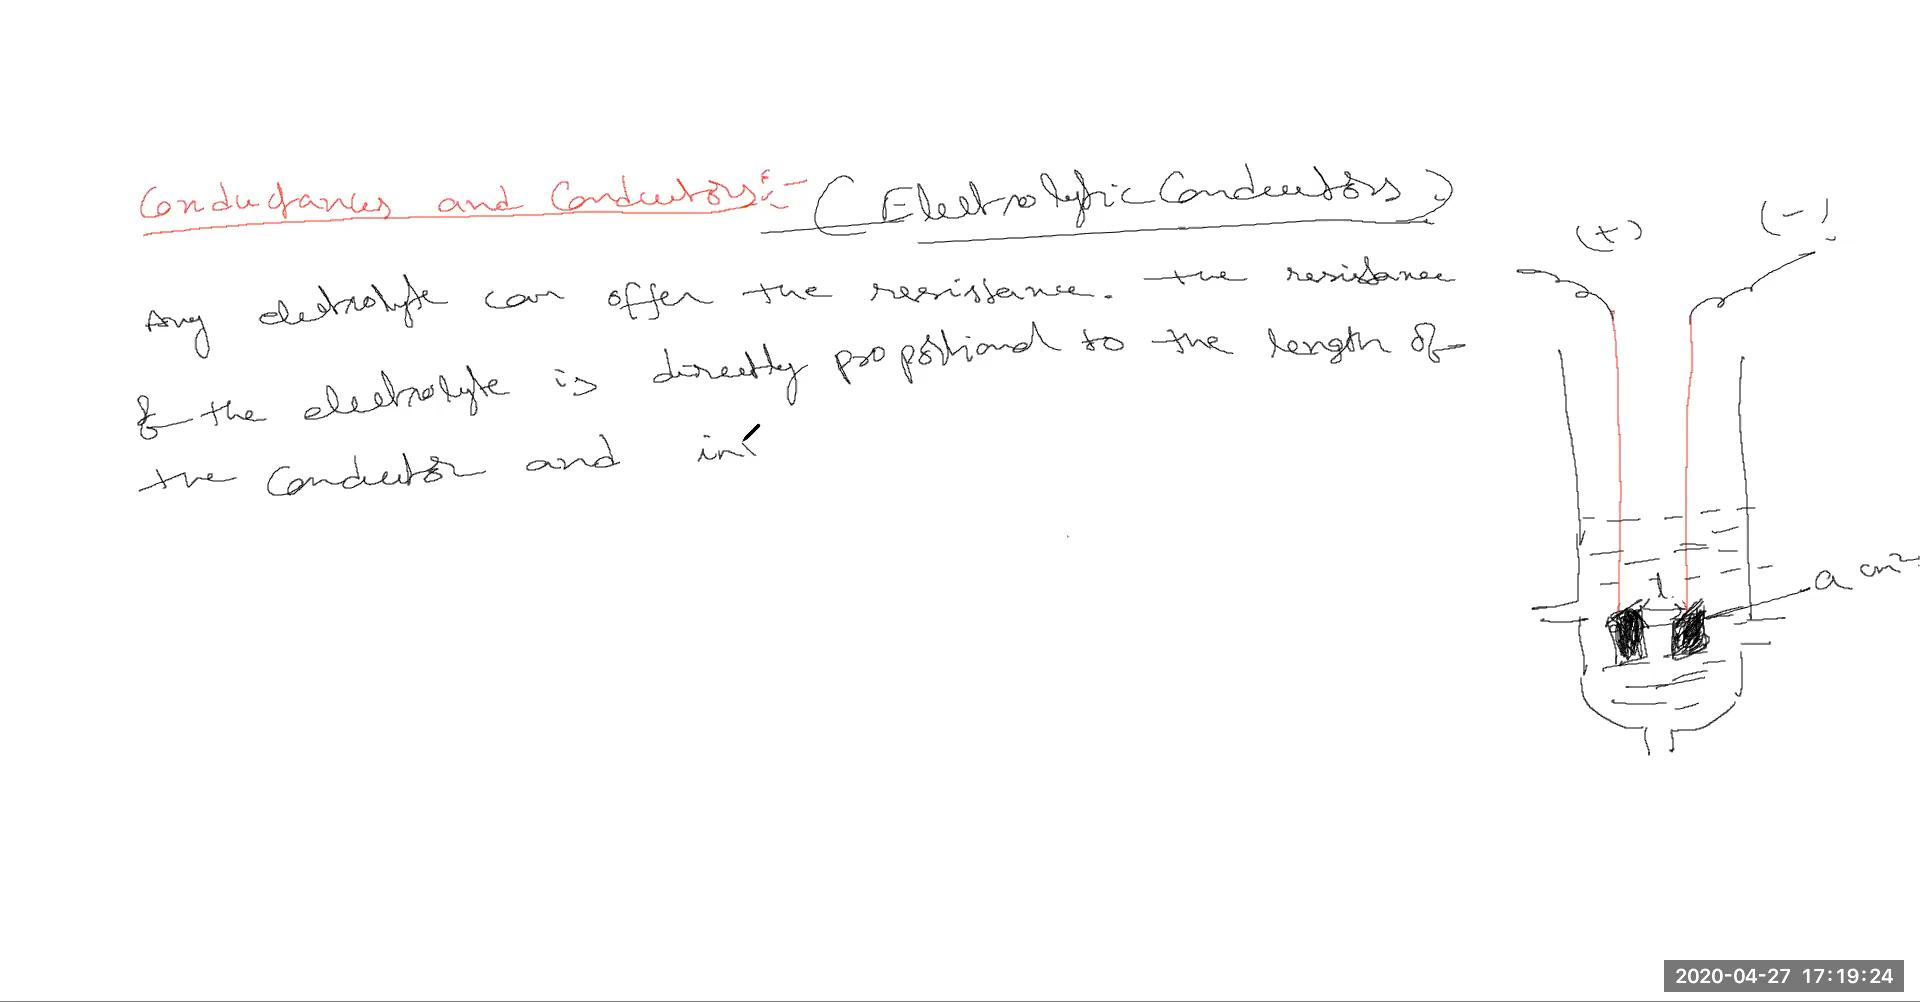 Conductances and Conductors:- (Electrolytic Conductors)
Any electrolyte can offer the resistance. The resistance
of the electrolyte is directly proportional to the length of
the Conductor and inv
(+)
(-)
l
a cm²
2020-04-27 17:19:24